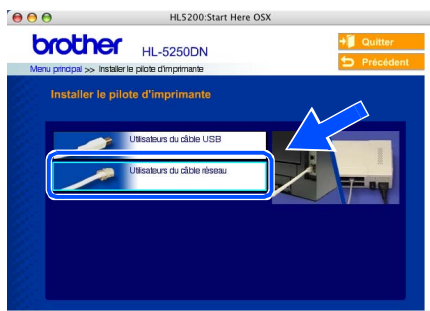 HL5200:Start Here OSX
brother HL-5250DN
Quitter
Précédent
Menu principal >> Installer le pilote d'imprimante
Installer le pilote d'imprimante
Utilisateurs du câble USB
Utilisateurs du câble réseau